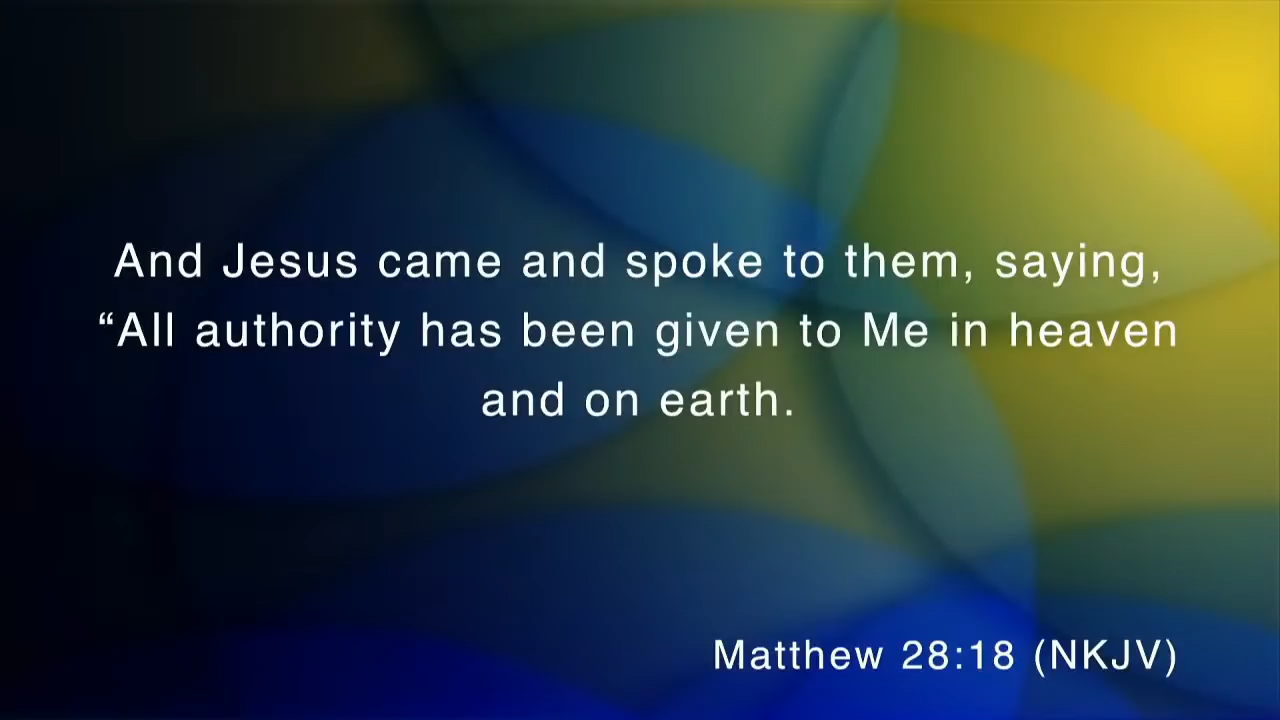 And Jesus came and spoke to them, saying,
“All authority has been given to Me in heaven
and on earth.
Matthew 28:18 (NKJV)